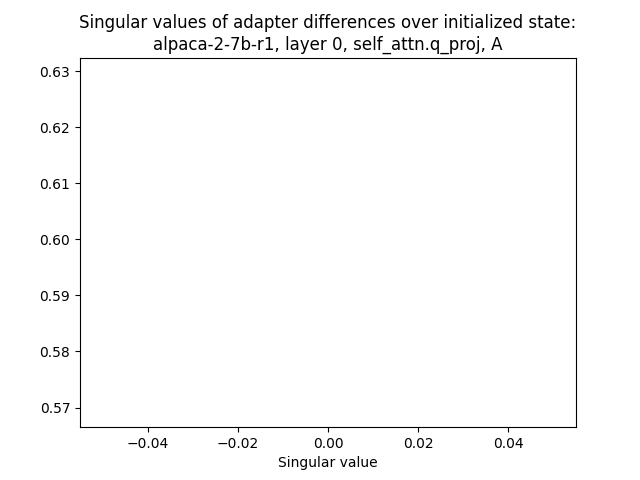 Singular values of adapter differences over initialized state:
alpaca-2-7b-r1, layer 0, self_attn.q_proj, A
0.63
0.62
0.61
0.60
0.59
0.58
0.57
−0.04 −0.02 0.00 0.02 0.04
Singular value